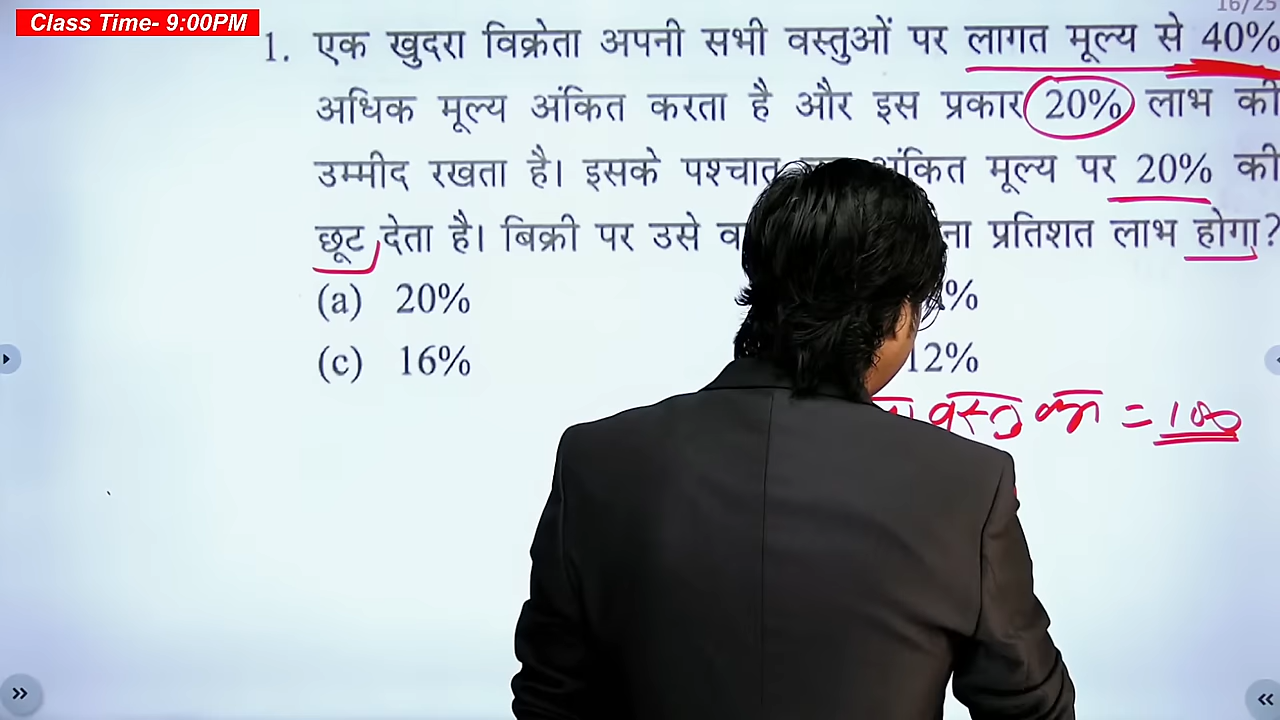 Class Time- 9:00PM
16/25
1. एक खुदरा विक्रेता अपनी सभी वस्तुओं पर लागत मूल्य से 40%
अधिक मूल्य अंकित करता है और इस प्रकार 20% लाभ की
उम्मीद रखता है। इसके पश्चात अंकित मूल्य पर 20% की
छूट देता है। बिक्री पर उसे प्रतिशत लाभ होगा?
(a) 20%
(c) 16% 12%
वस्तु का = 100